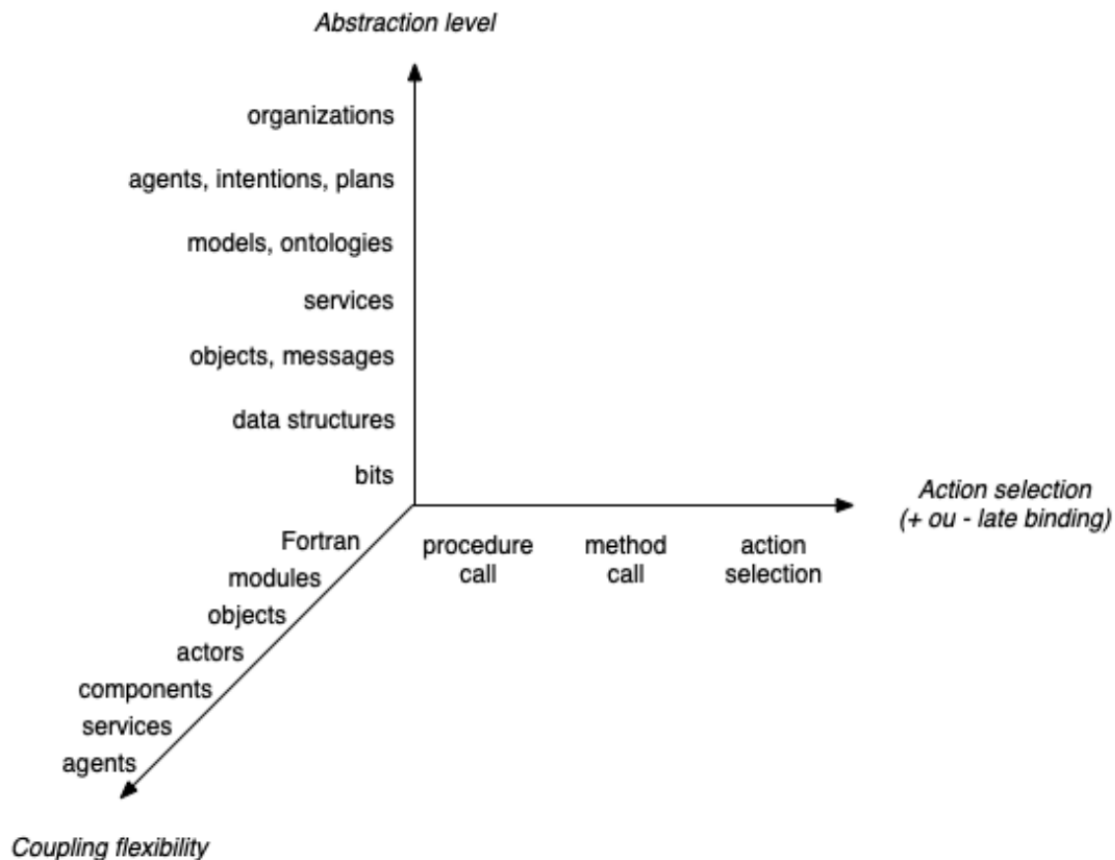 Abstraction level
organizations
agents, intentions, plans
models, ontologies
services
objects, messages
data structures
bits
Action selection
(+ ou - late binding)
procedure
call
method
call
action
selection
Fortran
modules
objects
actors
components
services
agents
Coupling flexibility